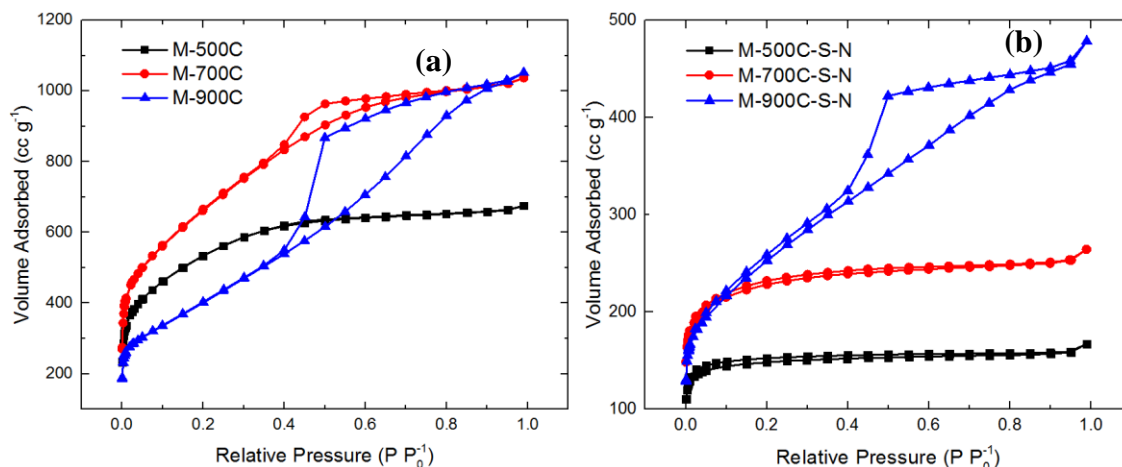 (a)
M-500C
M-700C
M-900C
1200
1000
800
600
400
200
Volume Adsorbed (cc g⁻¹)
0.0 0.2 0.4 0.6 0.8 1.0
Relative Pressure (P P₀⁻¹)
(b)
M-500C-S-N
M-700C-S-N
M-900C-S-N
500
400
300
200
100
Volume Adsorbed (cc g⁻¹)
0.0 0.2 0.4 0.6 0.8 1.0
Relative Pressure (P P₀⁻¹)